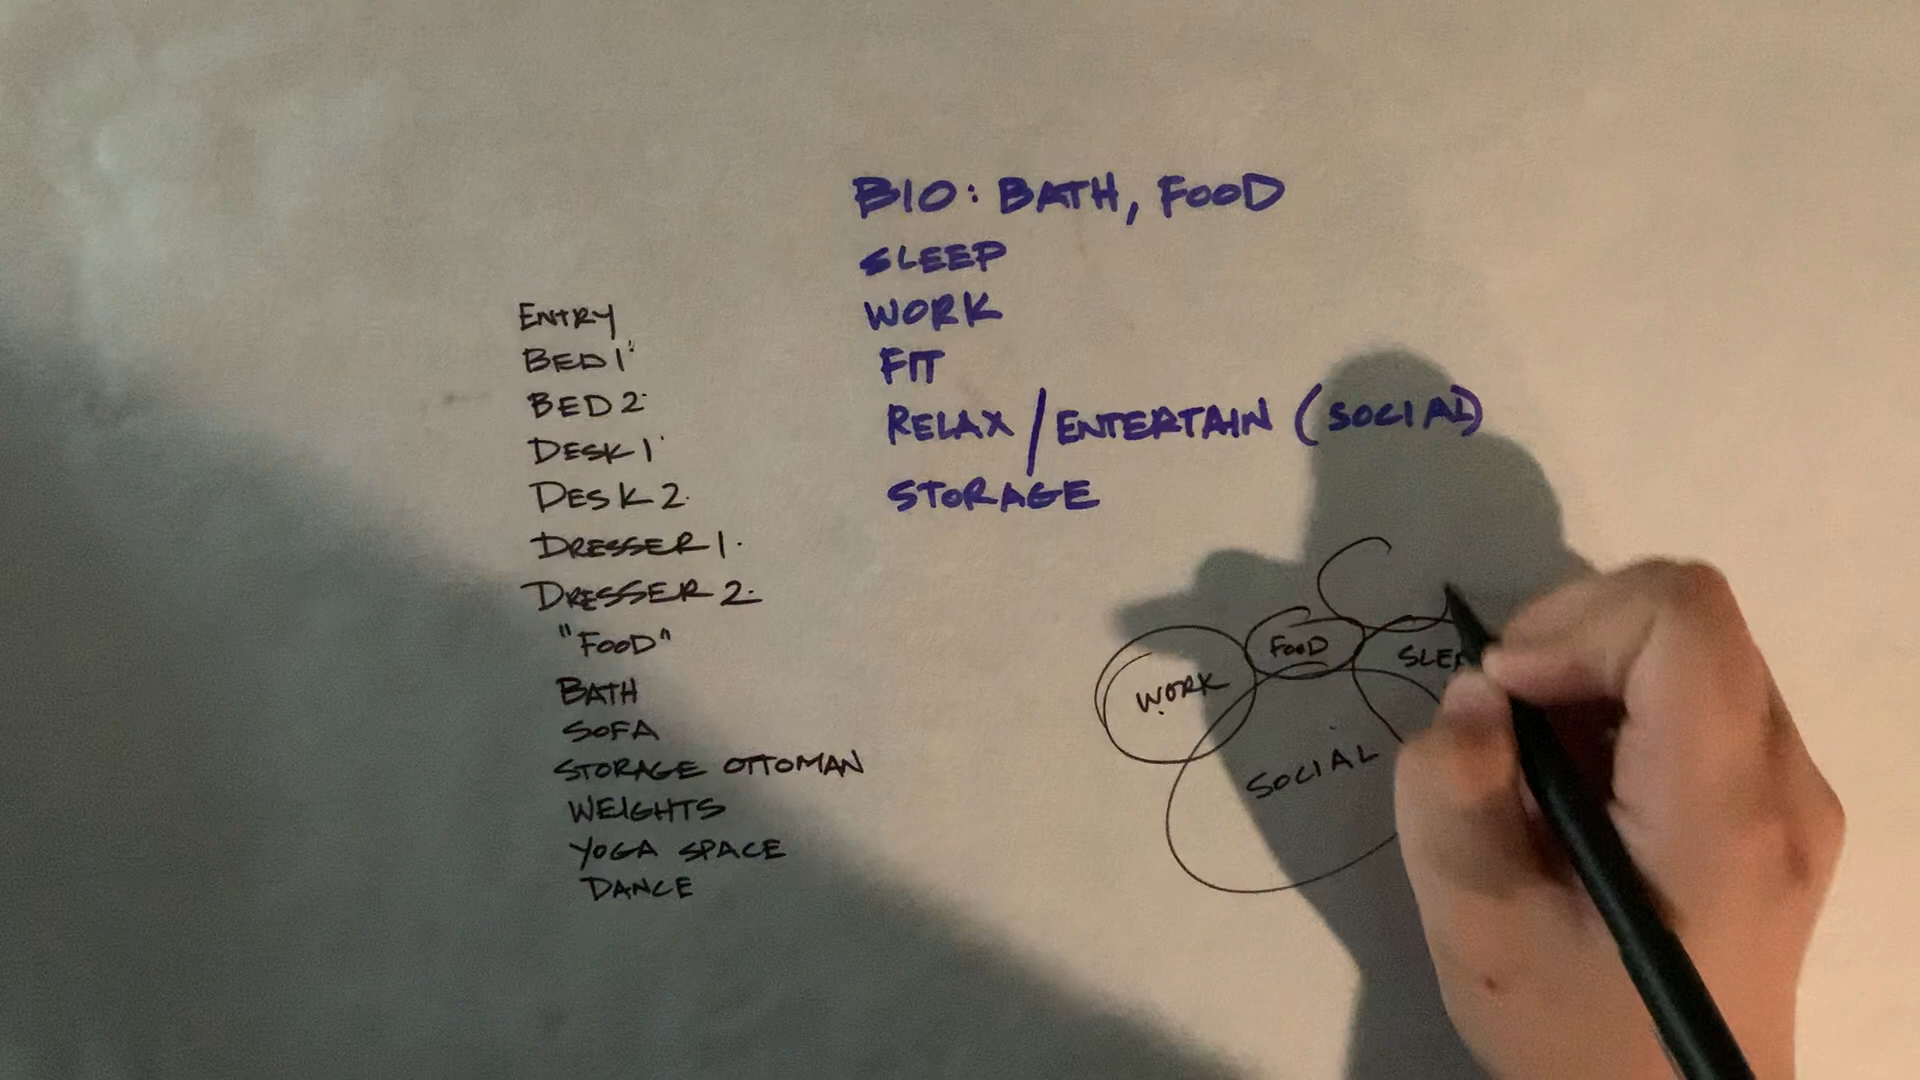 BIO: BATH, FOOD
SLEEP
WORK
FIT
RELAX / ENTERTAIN (SOCIAL)
STORAGE
ENTRY
BED 1
BED 2
DESK 1
DESK 2
DRESSER 1
DRESSER 2
"FOOD"
BATH
SOFA
STORAGE OTTOMAN
WEIGHTS
YOGA SPACE
DANCE
FOOD
WORK
SOCIAL